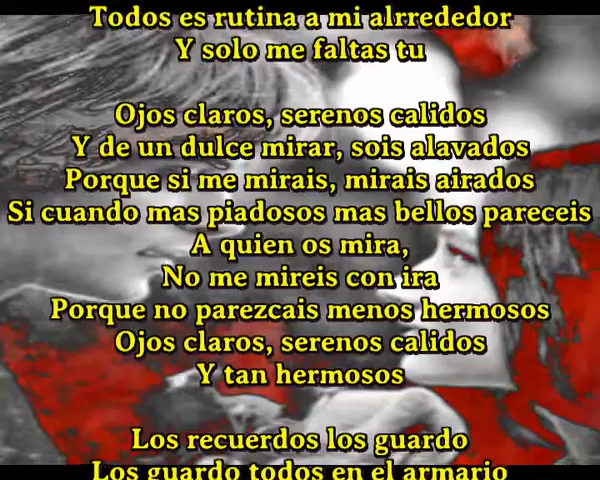 Todos es rutina a mi alrrededor
Y solo me faltas tu
Ojos claros, serenos calidos
Y de un dulce mirar, sois alavados
Porque si me mirais, mirais airados
Si cuando mas piadosos mas bellos pareceis
A quien os mira,
No me mireis con ira
Porque no parezcais menos hermosos
Ojos claros, serenos calidos
Y tan hermosos
Los recuerdos los guardo
Los guardo todos en el armario